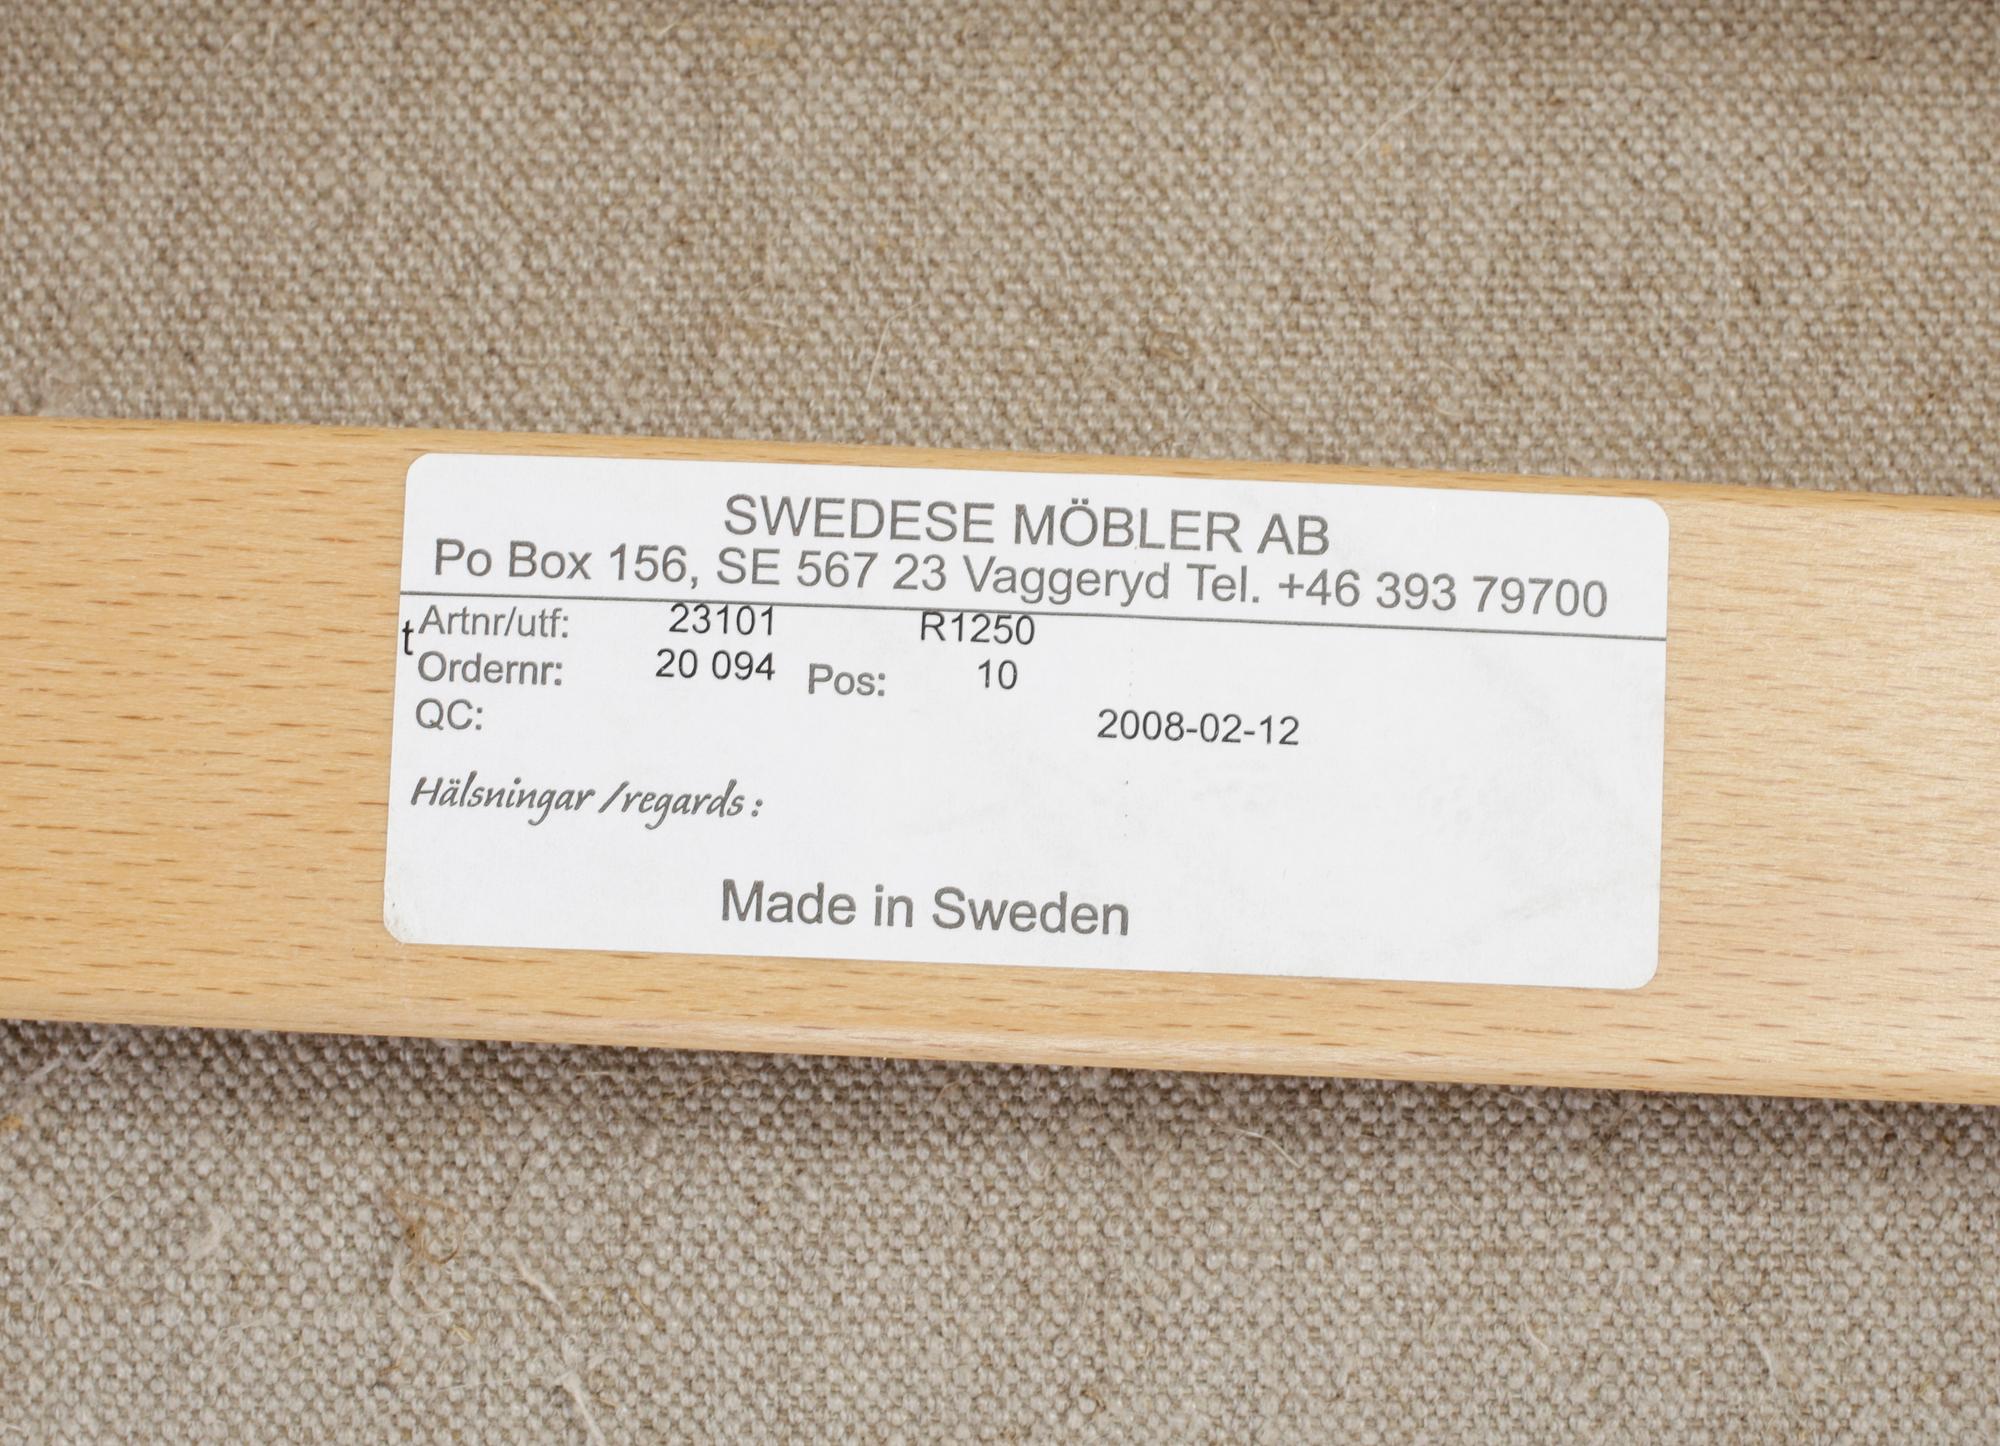 SWEDESE MÖBLER AB
Po Box 156, SE 567 23 Vaggeryd Tel. +46 393 79700
Artnr/utf: 23101 R1250
t
Ordernr: 20 094 Pos: 10
QC: 2008-02-12
Hälsningar /regards :
Made in Sweden